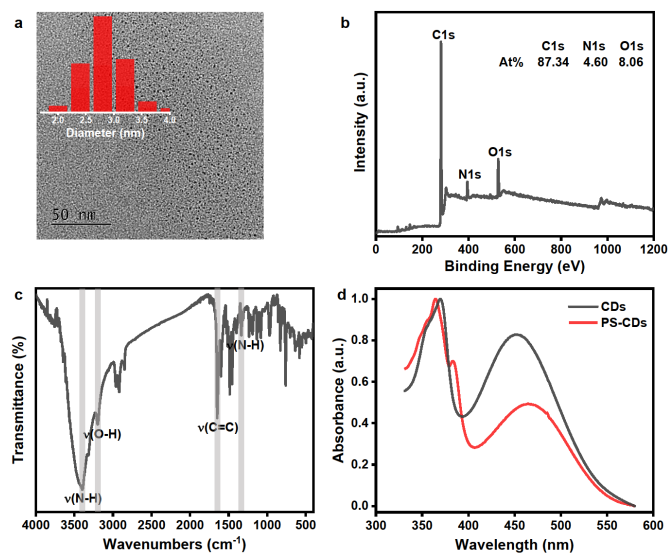 a
2.0 2.5 3.0 3.5 4.0
Diameter (nm)
50 nm
b
C1s
C1s N1s O1s
At% 87.34 4.60 8.06
N1s
O1s
Intensity (a.u.)
0 200 400 600 800 1000 1200
Binding Energy (eV)
c
ν(N-H)
ν(O-H)
ν(C=C)
ν(N-H)
Transmittance (%)
4000 3500 3000 2500 2000 1500 1000 500
Wavenumbers (cm⁻¹)
d
CDs
PS-CDs
1.0
0.8
0.6
0.4
0.2
0.0
Absorbance (a.u.)
300 350 400 450 500 550 600
Wavelength (nm)